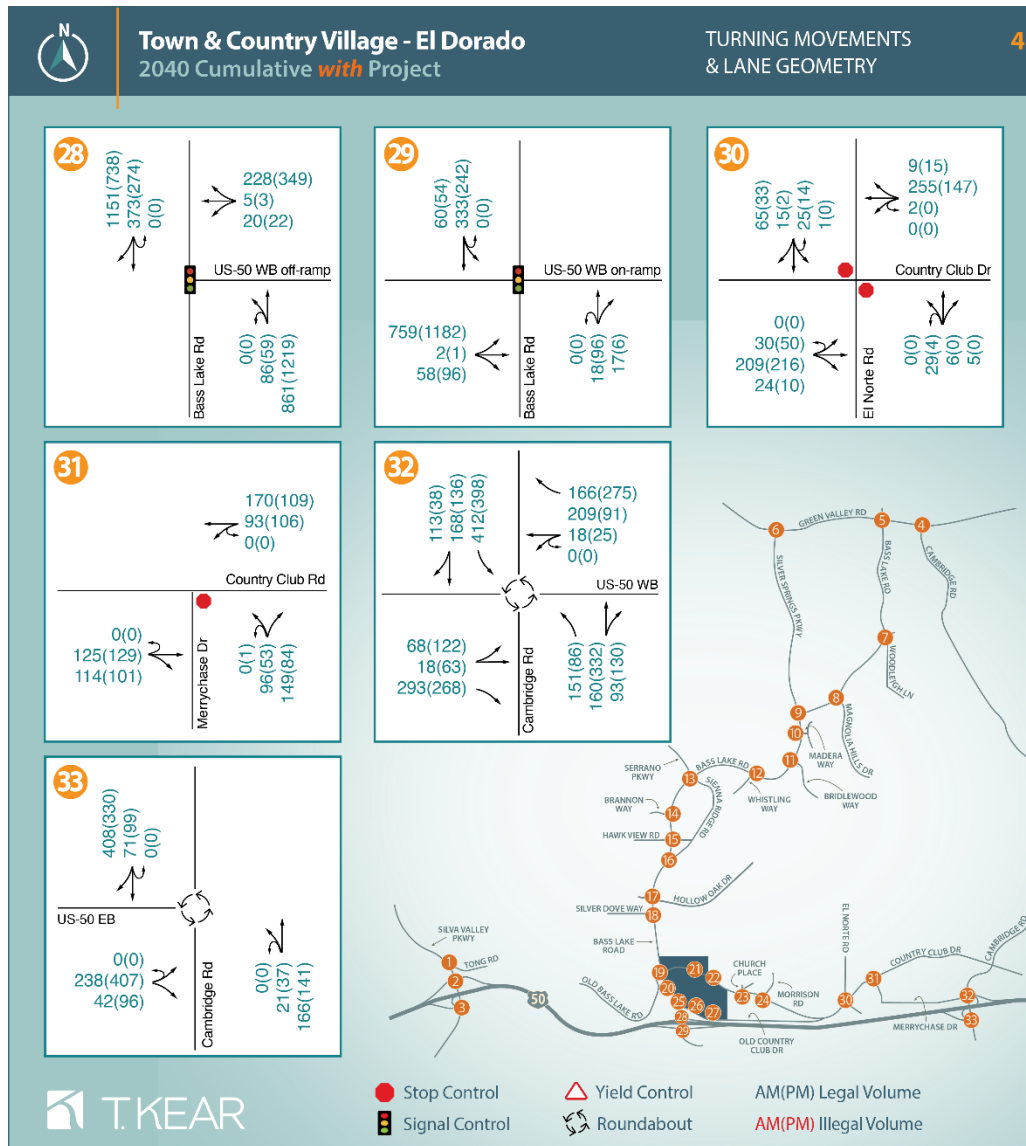 N
Town & Country Village - El Dorado
2040 Cumulative with Project
TURNING MOVEMENTS
& LANE GEOMETRY
4
28
1151(738)
373(274)
0(0)
228(349)
5(3)
20(22)
US-50 WB off-ramp
Bass Lake Rd
0(0)
86(59)
861(1219)
29
60(54)
333(242)
0(0)
US-50 WB on-ramp
759(1182)
2(1)
58(96)
Bass Lake Rd
0(0)
18(96)
17(6)
30
65(33)
15(2)
25(14)
1(0)
9(15)
255(147)
2(0)
0(0)
Country Club Dr
0(0)
30(50)
209(216)
24(10)
El Norte Rd
0(0)
29(4)
6(0)
5(0)
31
170(109)
93(106)
0(0)
Country Club Rd
0(0)
125(129)
114(101)
Merrychase Dr
0(1)
96(53)
149(84)
32
113(38)
168(136)
412(398)
166(275)
209(91)
18(25)
0(0)
US-50 WB
68(122)
18(63)
293(268)
Cambridge Rd
151(86)
160(332)
93(130)
33
408(330)
71(99)
0(0)
US-50 EB
0(0)
238(407)
42(96)
Cambridge Rd
0(0)
21(37)
166(141)
6
GREEN VALLEY RD
5
4
SILVER SPRINGS PKWY
BASS LAKE RD
CAMBRIDGE RD
7
WOODLEIGH LN
8
9
MAGNOLIA HILLS DR
10
MADERA
WAY
11
BRIDLEWOOD
WAY
SERRANO
PKWY
BASS LAKE RD
12
WHISTLING
WAY
13
SIENNA RIDGE RD
BRANNON
WAY
14
HAWK VIEW RD
15
16
17
HOLLOW OAK DR
SILVER DOVE WAY
18
BASS LAKE
ROAD
SILVA VALLEY
PKWY
1
TONG RD
2
3
50
OLD BASS LAKE RD
19
20
21
22
25
26
27
28
29
CHURCH
PLACE
23
24
MORRISON
RD
OLD COUNTRY
CLUB DR
EL NORTE RD
30
31
COUNTRY CLUB DR
CAMBRIDGE RD
32
33
MERRYCHASE DR
T.KEAR
Stop Control
Signal Control
Yield Control
Roundabout
AM(PM) Legal Volume
AM(PM) Illegal Volume